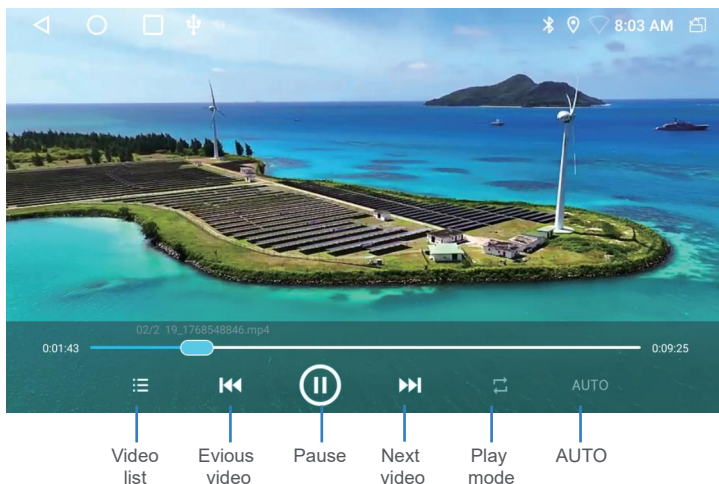 8:03 AM
02/2 19_1768548846.mp4
0:01:43
0:09:25
AUTO
Video list
Evious video
Pause
Next video
Play mode
AUTO